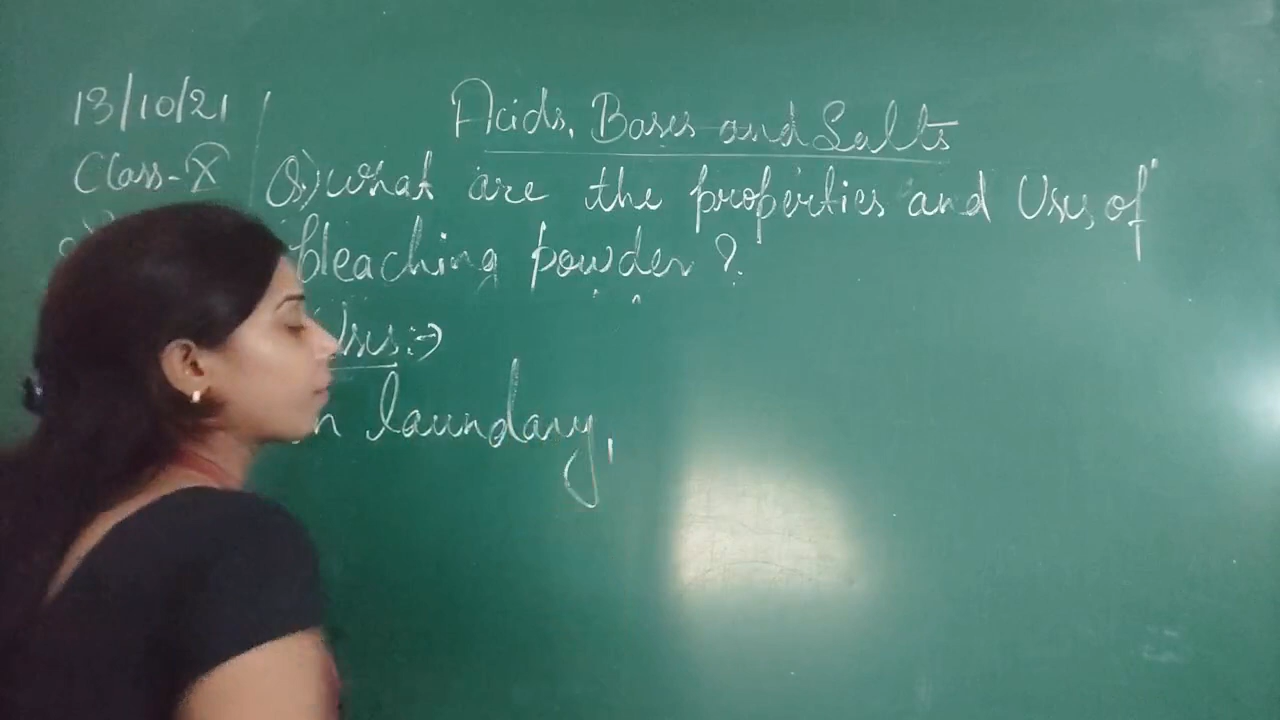 13/10/21
Acids, Bases and Salts
Class-X
Q) What are the properties and Uses of
bleaching powder?
Uses:→
In laundary,